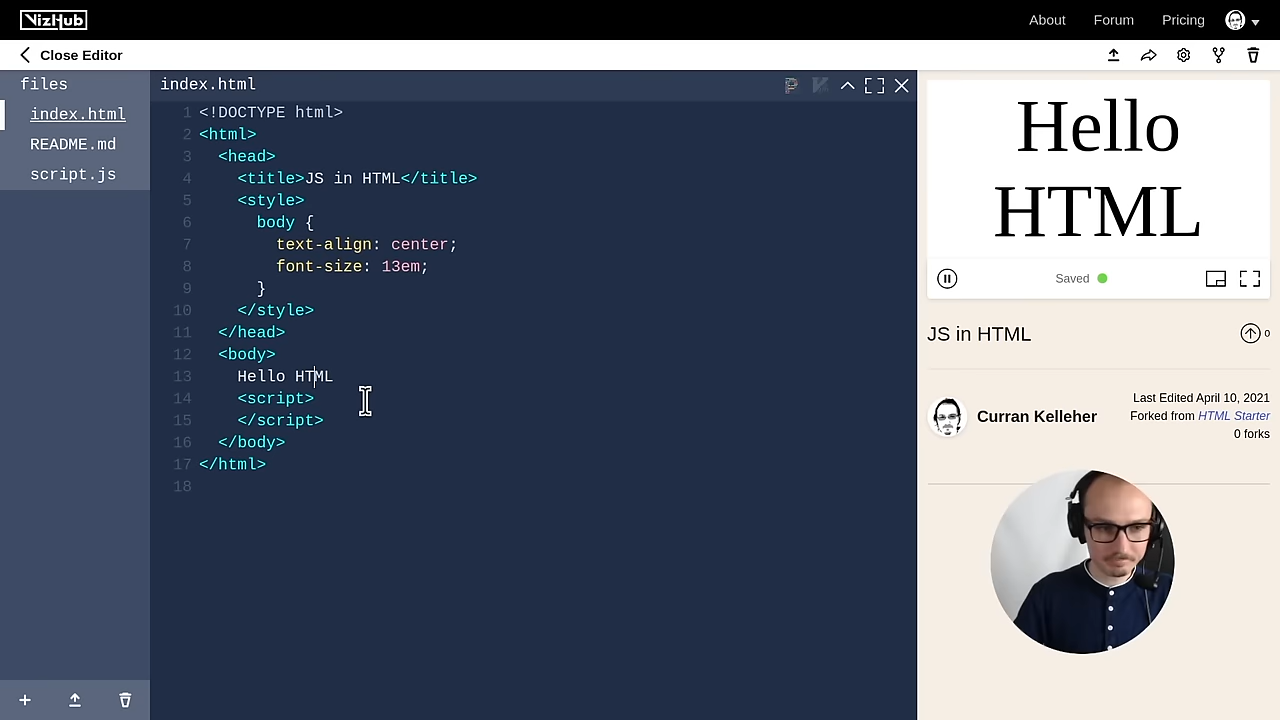 VizHub
About Forum Pricing
Close Editor
files
index.html
README.md
script.js
index.html
1 <!DOCTYPE html>
2 <html>
3 <head>
4 <title>JS in HTML</title>
5 <style>
6 body {
7 text-align: center;
8 font-size: 13em;
9 }
10 </style>
11 </head>
12 <body>
13 Hello HTML
14 <script>
15 </script>
16 </body>
17 </html>
18
Hello
HTML
Saved
JS in HTML
0
Curran Kelleher
Last Edited April 10, 2021
Forked from HTML Starter
0 forks